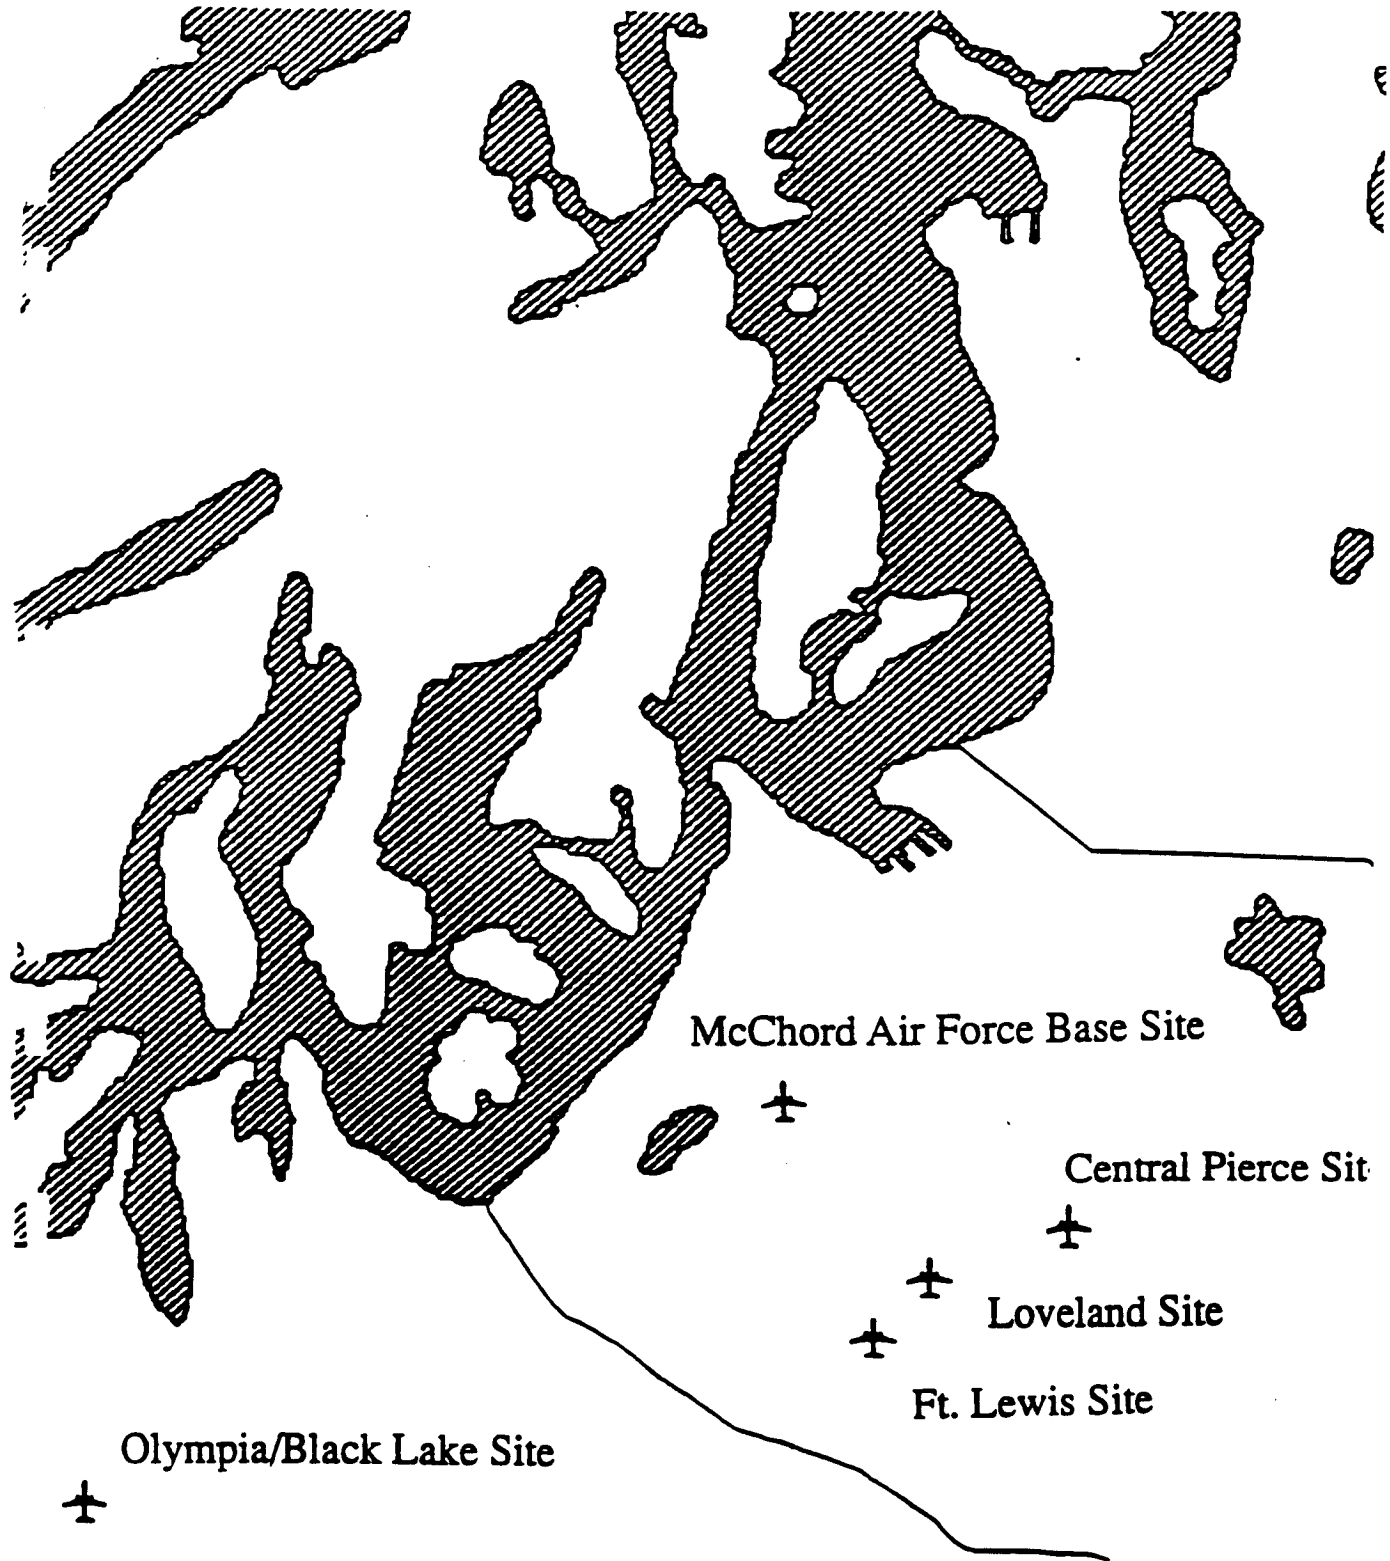 McChord Air Force Base Site
Central Pierce Sit
Loveland Site
Ft. Lewis Site
Olympia/Black Lake Site